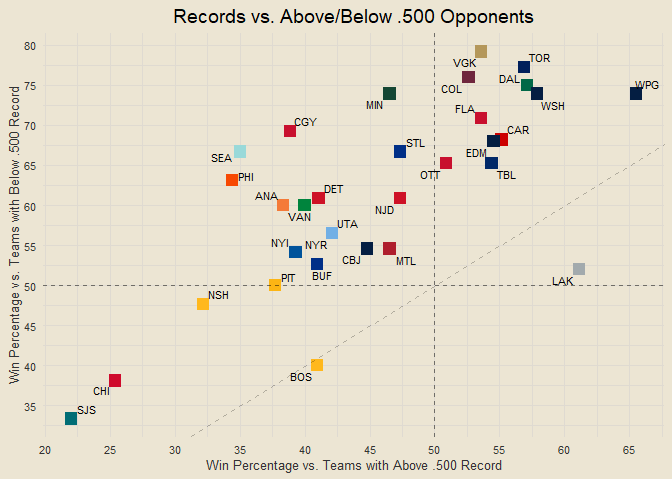 Records vs. Above/Below .500 Opponents
Win Percentage vs. Teams with Below .500 Record
80
75
70
65
60
55
50
45
40
35
VGK
TOR
COL
DAL
WPG
MIN
WSH
FLA
CGY
CAR
STL
EDM
SEA
OTT
TBL
PHI
DET
ANA
VAN
NJD
UTA
NYI
NYR
CBJ
MTL
BUF
LAK
PIT
NSH
BOS
CHI
SJS
20
25
30
35
40
45
50
55
60
65
Win Percentage vs. Teams with Above .500 Record